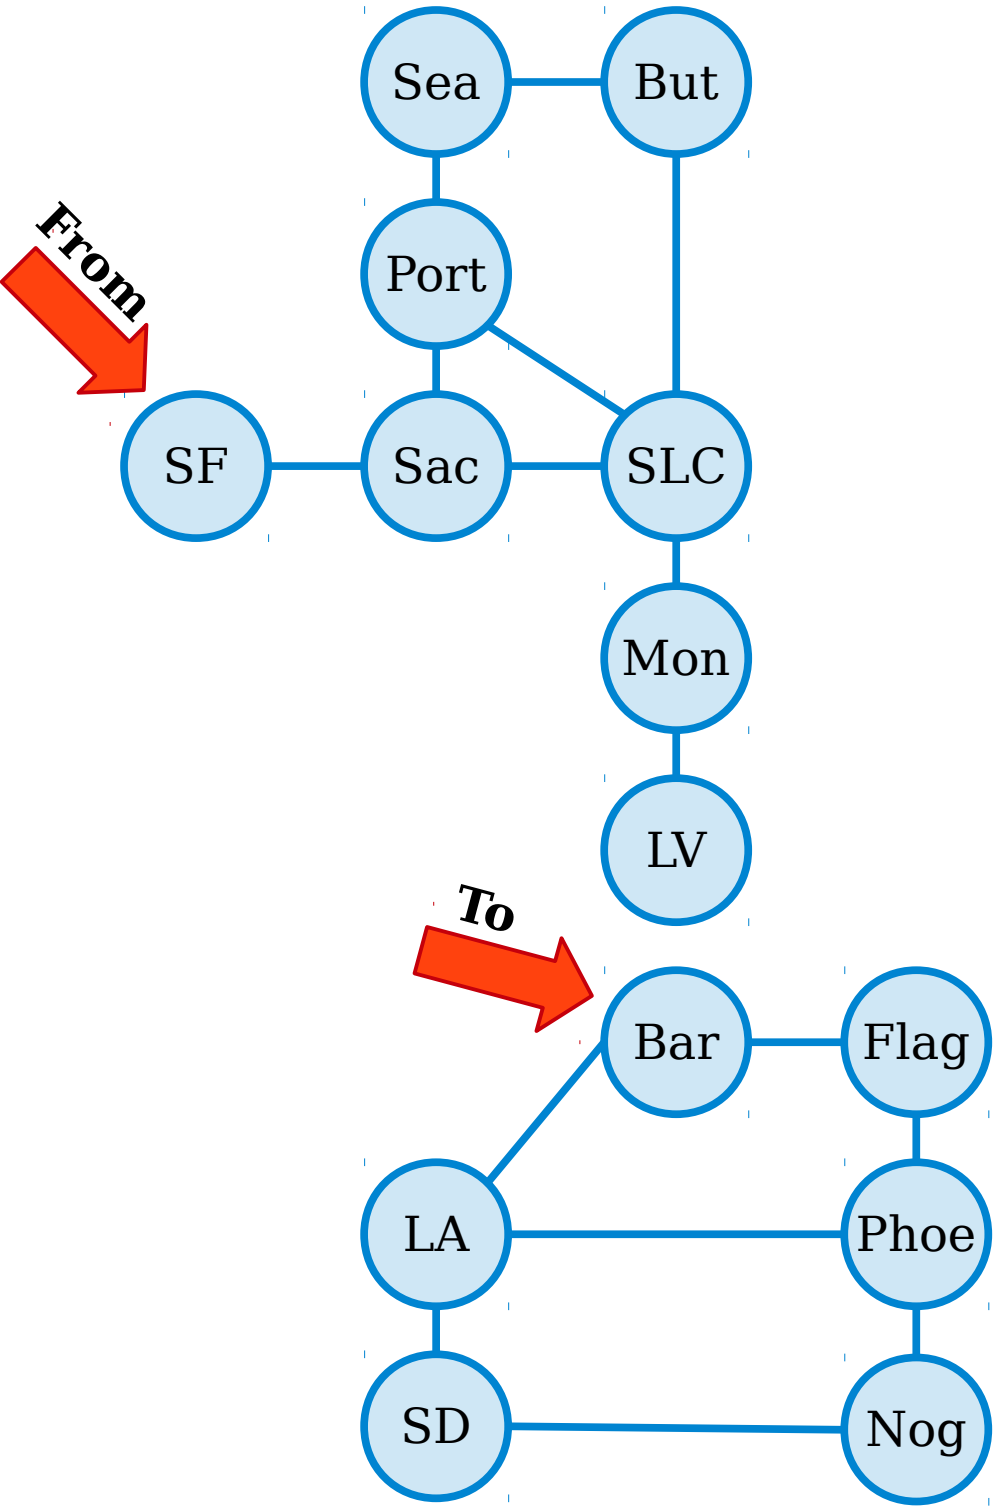 Sea
But
From
Port
SF
Sac
SLC
Mon
LV
To
Bar
Flag
LA
Phoe
SD
Nog